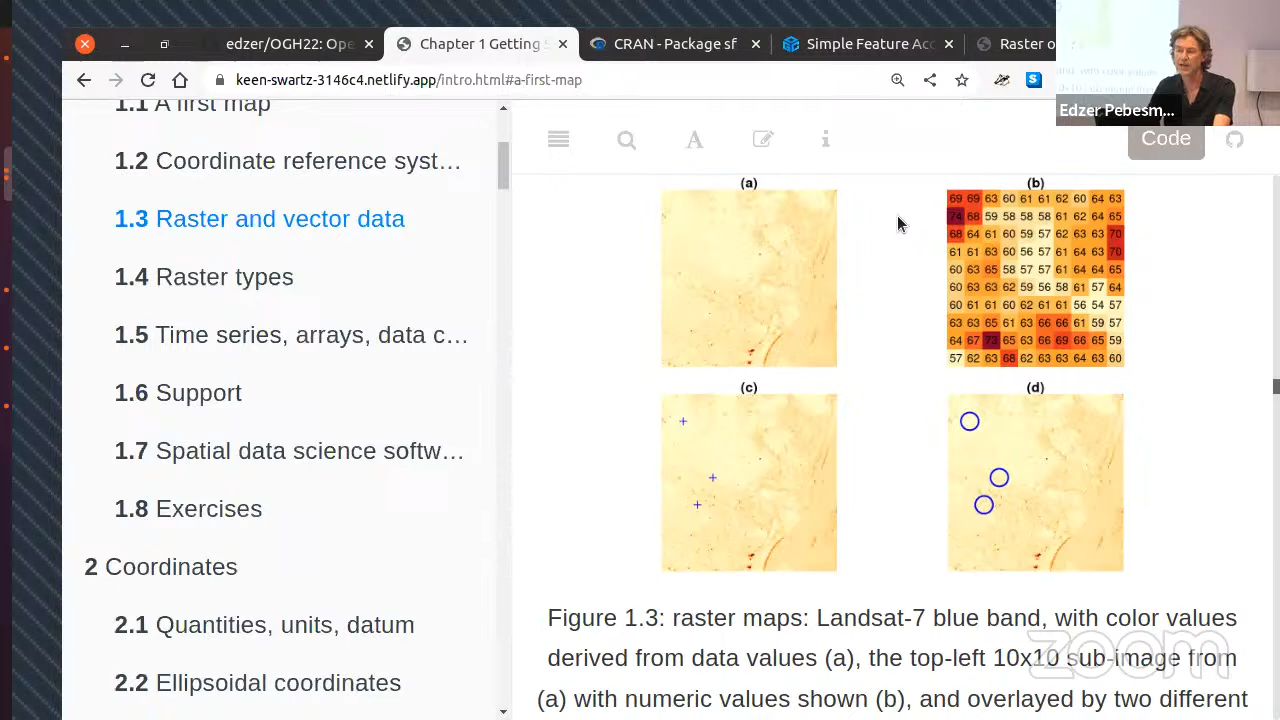 edzer/OGH22: Ope
Chapter 1 Getting S
CRAN - Package sf
Simple Feature Acc
Raster o
keen-swartz-3146c4.netlify.app/intro.html#a-first-map
Edzer Pebesm...
Code
1.1 A first map
1.2 Coordinate reference syst…
1.3 Raster and vector data
1.4 Raster types
1.5 Time series, arrays, data c…
1.6 Support
1.7 Spatial data science softw…
1.8 Exercises
2 Coordinates
2.1 Quantities, units, datum
2.2 Ellipsoidal coordinates
(a)
(b)
69 69 63 60 61 61 62 60 64 63
74 68 59 58 58 58 61 62 64 65
68 64 61 60 59 57 62 63 63 70
61 61 63 60 56 57 61 64 64 70
60 63 65 58 57 57 61 64 64 65
60 63 63 62 59 56 58 61 57 64
60 61 61 60 62 61 61 56 54 57
63 63 65 61 63 66 66 61 59 57
64 67 73 65 63 66 69 66 65 59
57 62 63 68 62 63 63 64 63 60
(c)
(d)
Figure 1.3: raster maps: Landsat-7 blue band, with color values
derived from data values (a), the top-left 10x10 sub-image from
(a) with numeric values shown (b), and overlayed by two different
zoom